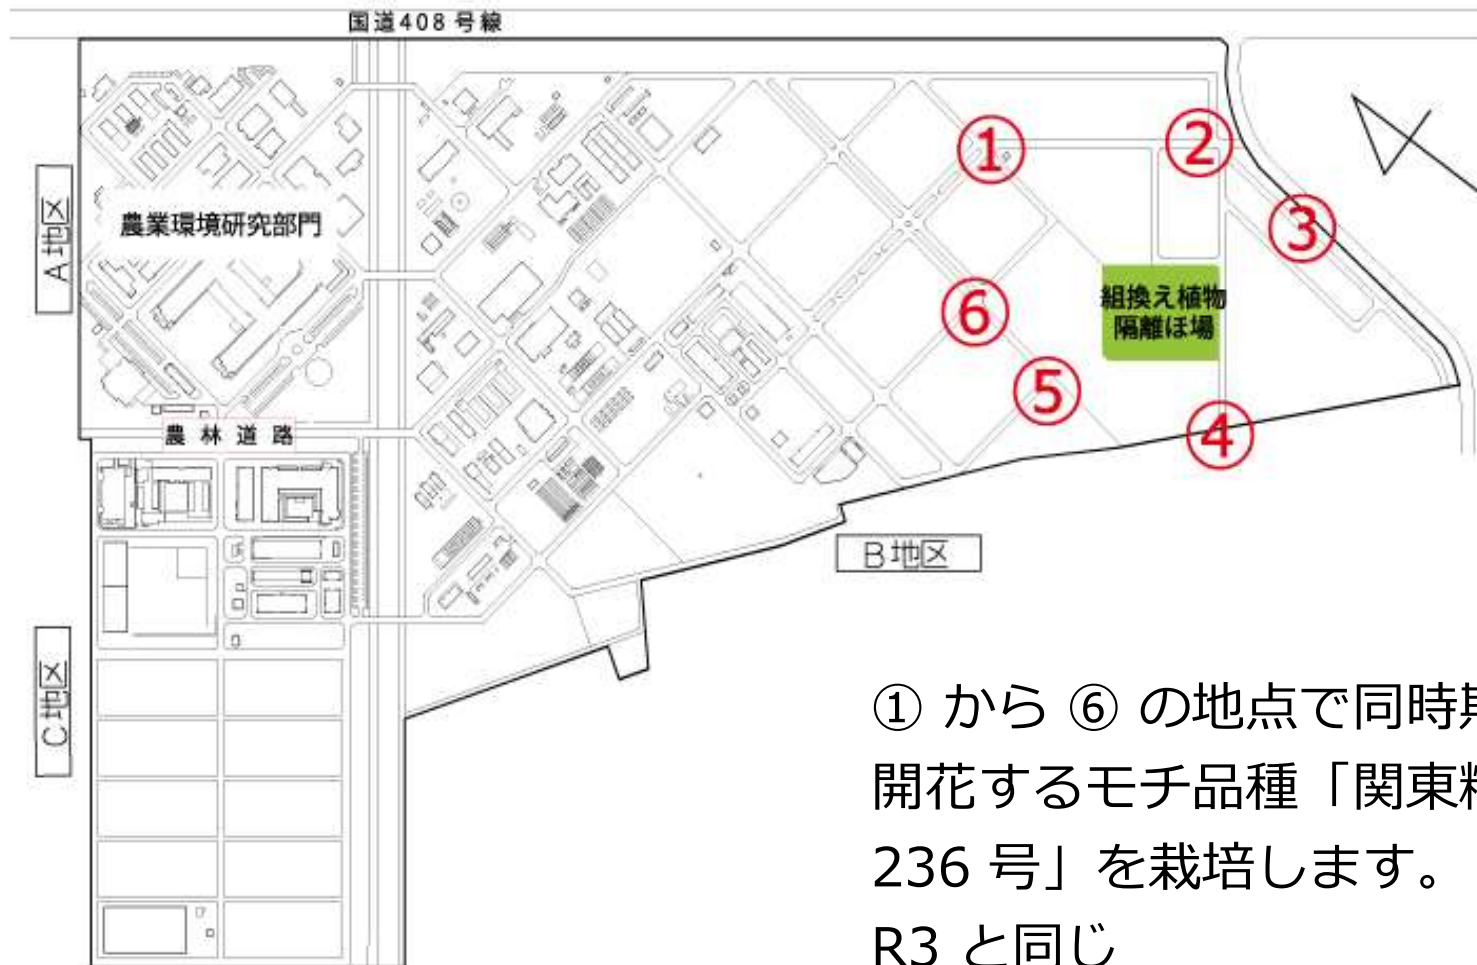 国道408号線
①
②
A地区
農業環境研究部門
③
組換え植物
隔離ほ場
⑥
⑤
農林道路
④
B地区
C地区
① から ⑥ の地点で同時
開花するモチ品種「関東
236 号」を栽培します。
R3 と同じ